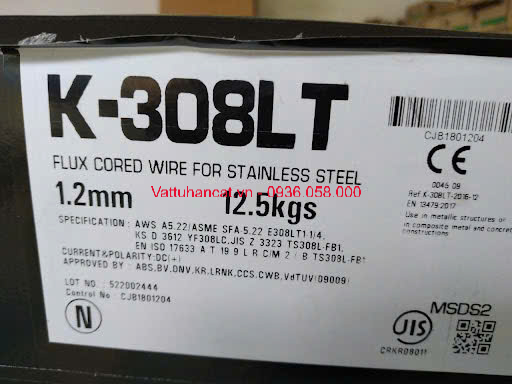 K-308LT
FLUX CORED WIRE FOR STAINLESS STEEL
1.2mm 12.5kgs
Vattuhancat.vn - 0936.058.000
SPECIFICATION : AWS A5.22/ASME SFA-5.22 E308LT1-1/4,
KS D 3612 YF308LC,JIS Z 3323 TS308L-FB1,
EN ISO 17633 A T 19 9 L R C/M 2 / B TS308L-FB1
CURRENT&POLARITY:DC(+)
APPROVED BY : ABS,BV,DNV,KR,LR,NK,CCS,CWB,VdTUV(09009)
LOT NO : 522002444
Control No : CJB1801204
N
CJB1801204
CE
0045 09
Ref.K-308LT-2016-12
EN 13479:2017
Use in metallic structures or
in composite metal and concrete
constructions
MSDS2
JIS
CRKR08011